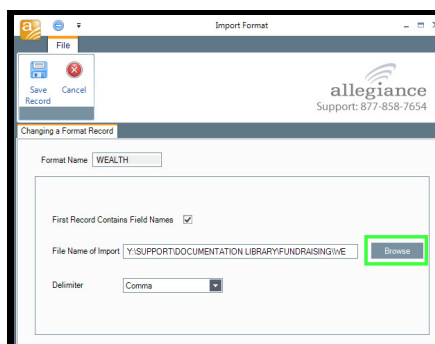 Import Format
File
Save Record
Cancel
allegiance
Support: 877-858-7654
Changing a Format Record
Format Name WEALTH
First Record Contains Field Names
File Name of Import Y:\SUPPORT\DOCUMENTATION LIBRARY\FUNDRAISING\WE Browse
Delimiter Comma